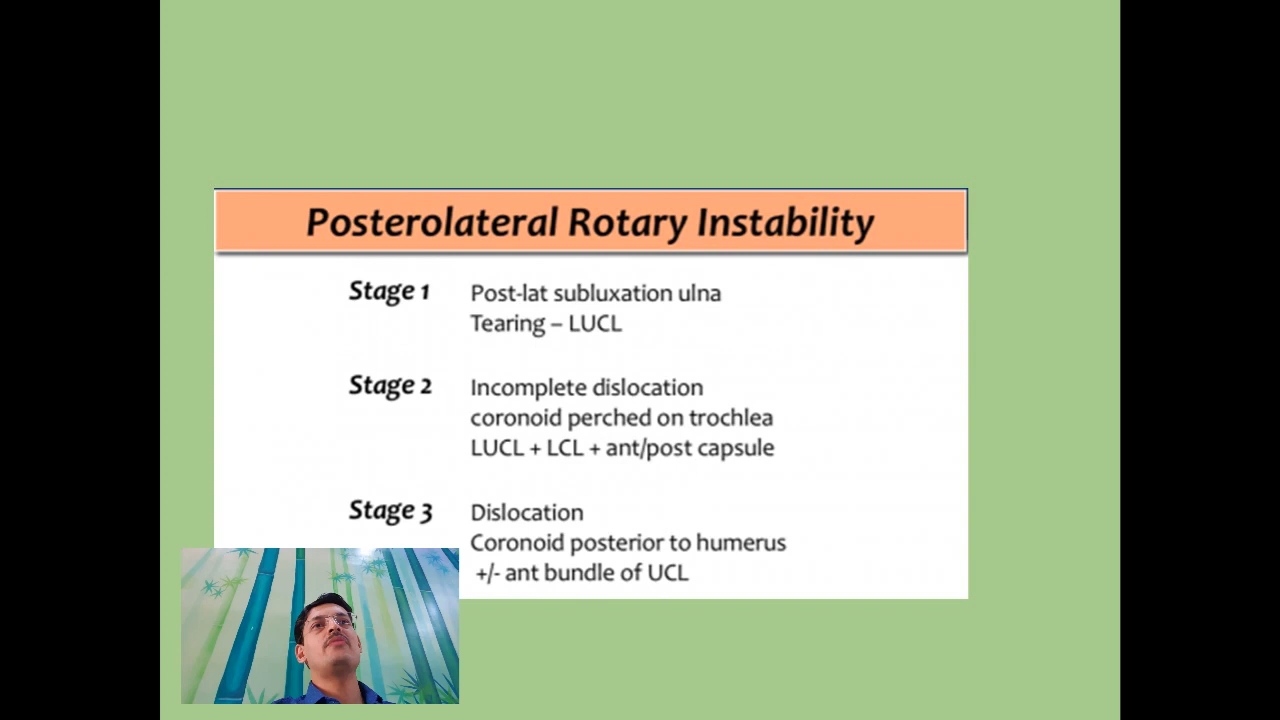 Posterolateral Rotary Instability
Stage 1
Post-lat subluxation ulna
Tearing – LUCL
Stage 2
Incomplete dislocation
coronoid perched on trochlea
LUCL + LCL + ant/post capsule
Stage 3
Dislocation
Coronoid posterior to humerus
+/- ant bundle of UCL